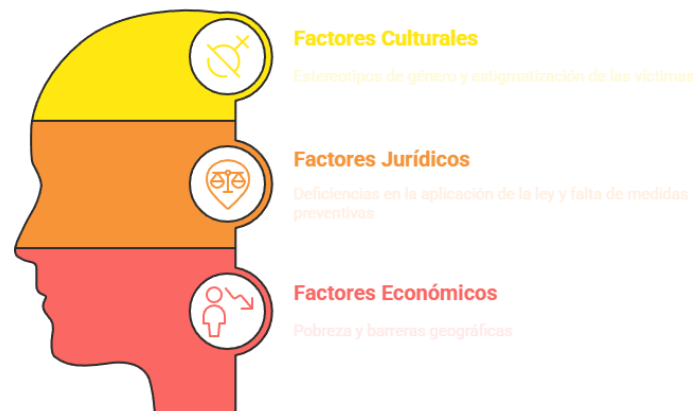 Factores Culturales
Estereotipos de género y estigmatización de las víctimas
Factores Jurídicos
Deficiencias en la aplicación de la ley y falta de medidas
preventivas
Factores Económicos
Pobreza y barreras geográficas